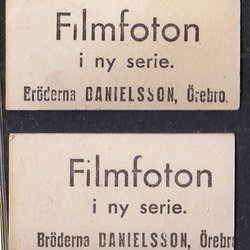 Filmfoton
i ny serie.
Bröderna DANIELSSON, Örebro.
Filmfoton
i ny serie.
Bröderna DANIELSSON, Örebro